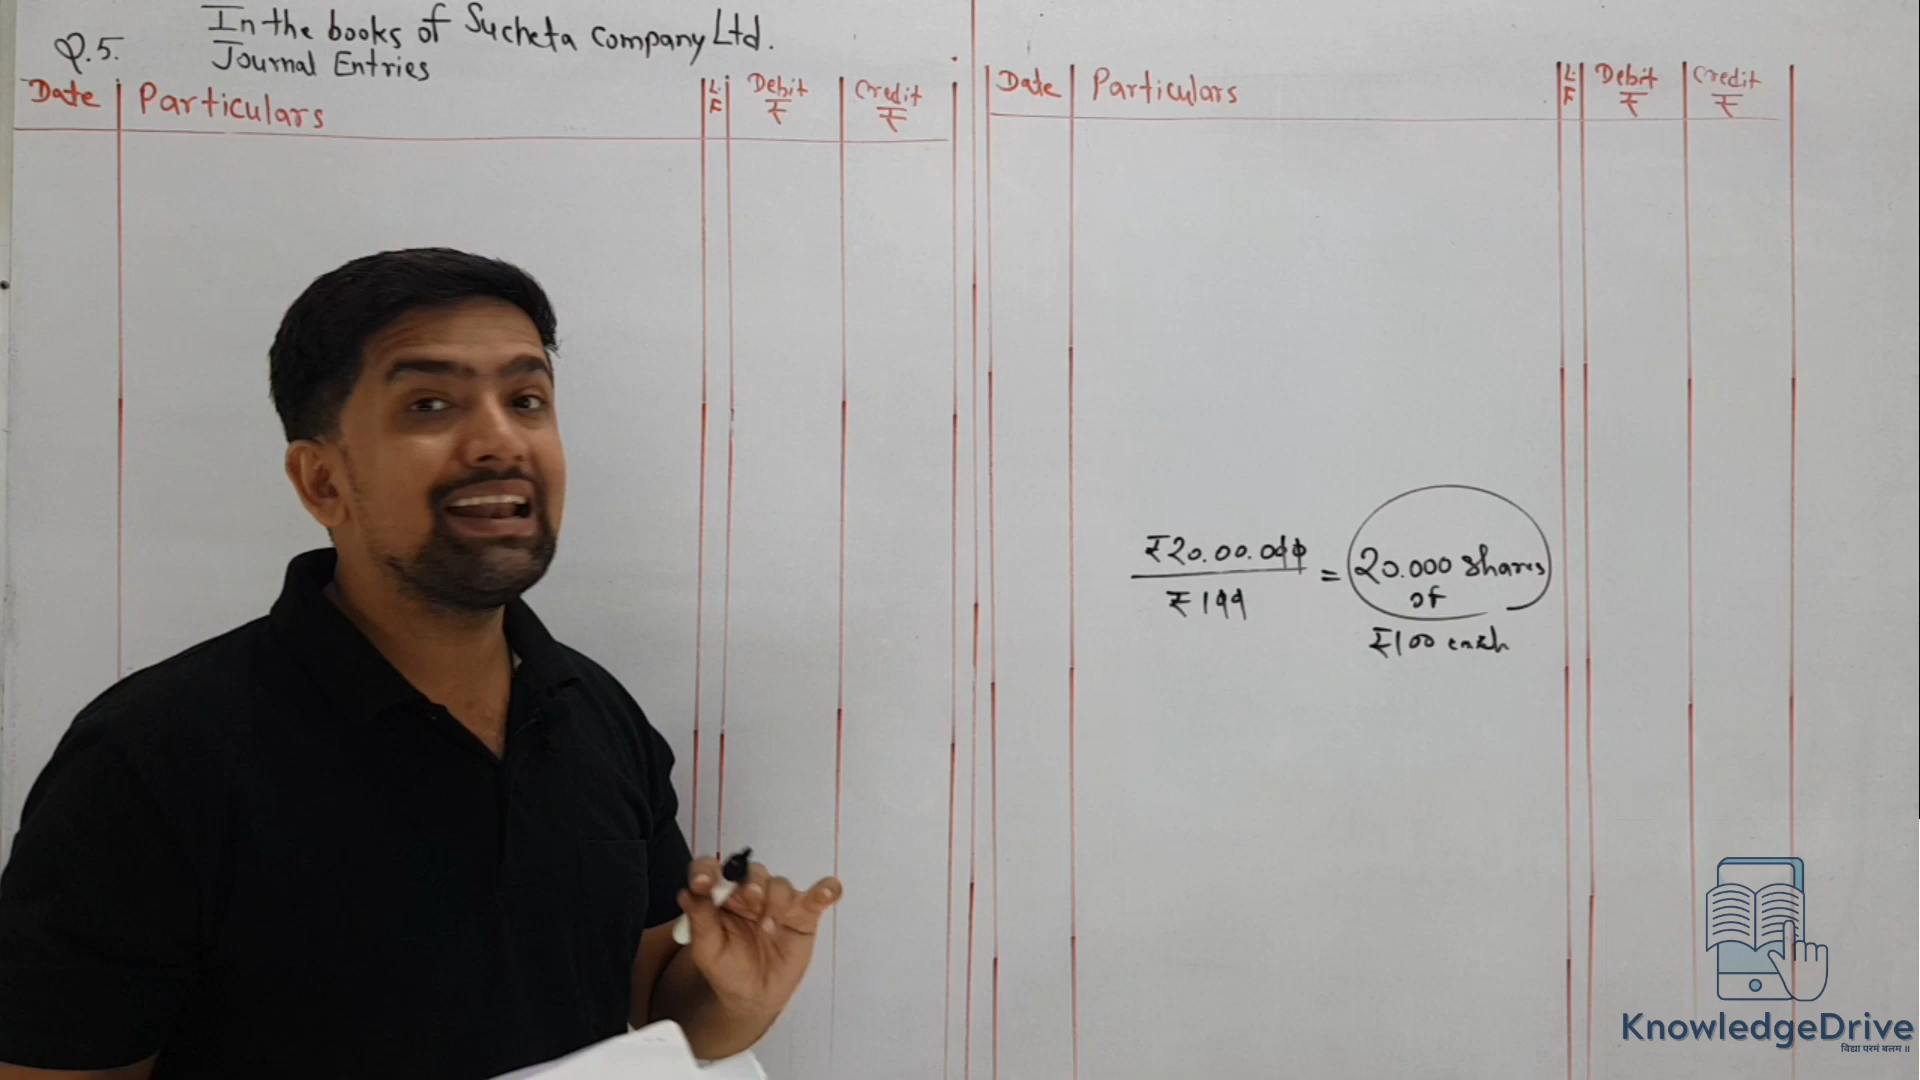 In the books of Sucheta company Ltd.
Q.5.
Journal Entries
Date Particulars L.F Debit ₹ Credit ₹
Date Particulars L.F Debit ₹ Credit ₹
₹20.00.000 = 20.000 shares
₹100
of
₹100 each
KnowledgeDrive
विद्या परमं बलम ॥